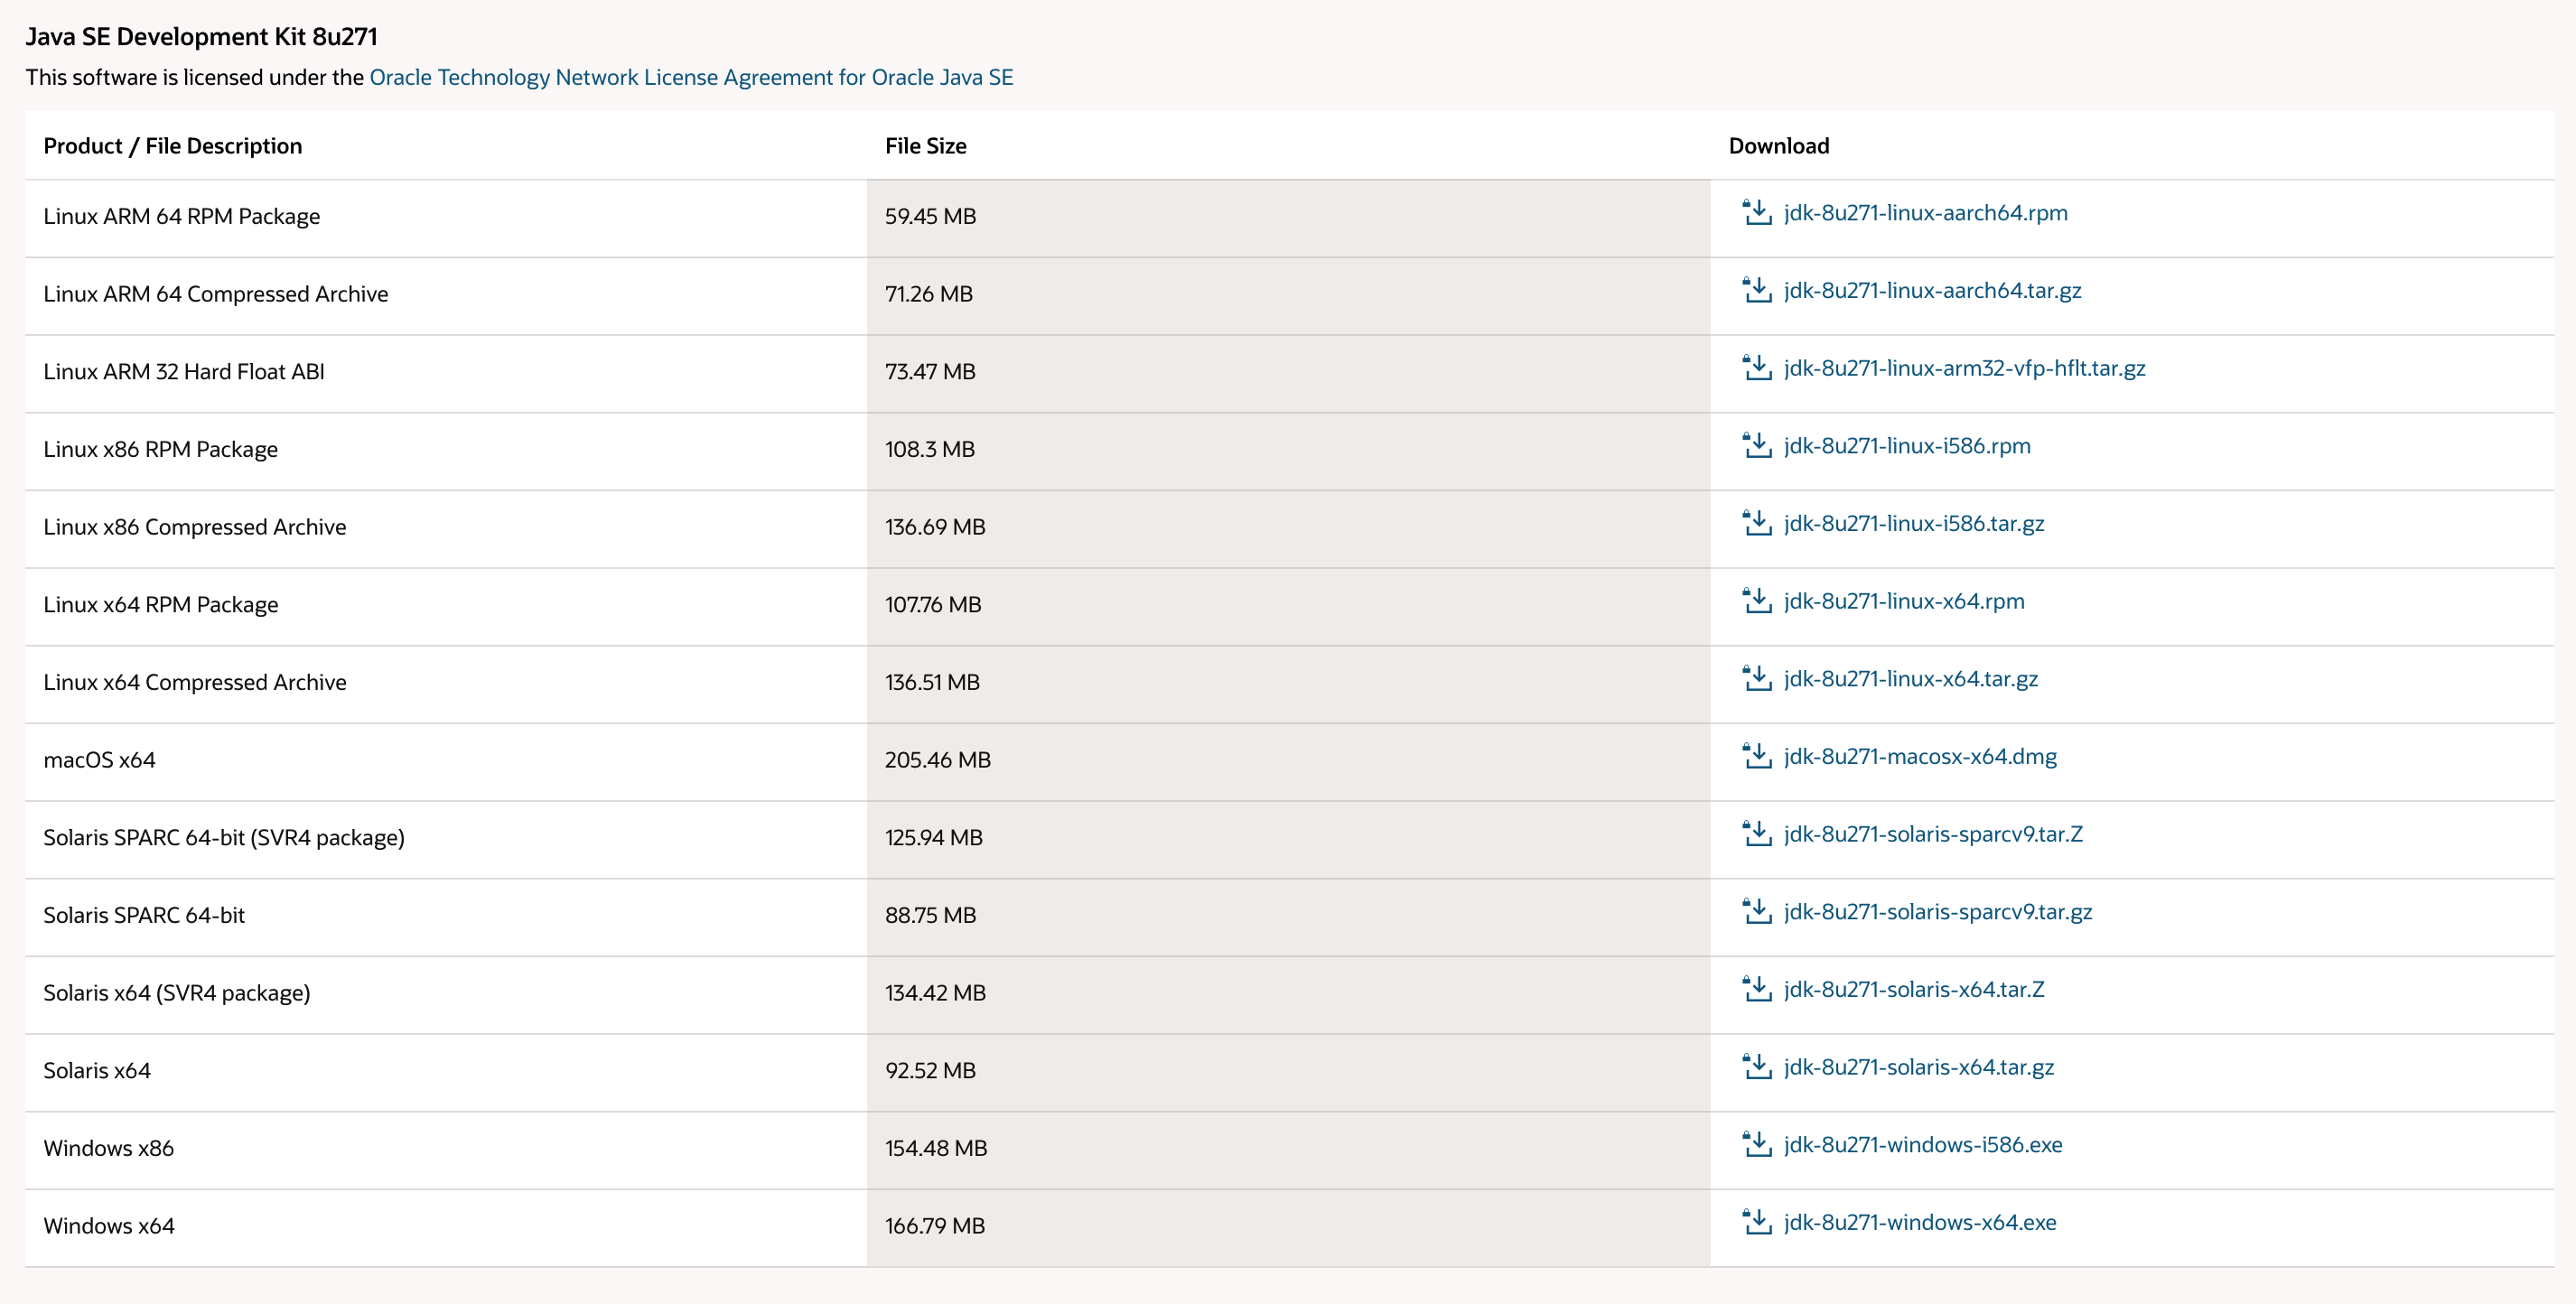 Java SE Development Kit 8u271
This software is licensed under the Oracle Technology Network License Agreement for Oracle Java SE
Product / File Description File Size Download
Linux ARM 64 RPM Package 59.45 MB jdk-8u271-linux-aarch64.rpm
Linux ARM 64 Compressed Archive 71.26 MB jdk-8u271-linux-aarch64.tar.gz
Linux ARM 32 Hard Float ABI 73.47 MB jdk-8u271-linux-arm32-vfp-hflt.tar.gz
Linux x86 RPM Package 108.3 MB jdk-8u271-linux-i586.rpm
Linux x86 Compressed Archive 136.69 MB jdk-8u271-linux-i586.tar.gz
Linux x64 RPM Package 107.76 MB jdk-8u271-linux-x64.rpm
Linux x64 Compressed Archive 136.51 MB jdk-8u271-linux-x64.tar.gz
macOS x64 205.46 MB jdk-8u271-macosx-x64.dmg
Solaris SPARC 64-bit (SVR4 package) 125.94 MB jdk-8u271-solaris-sparcv9.tar.Z
Solaris SPARC 64-bit 88.75 MB jdk-8u271-solaris-sparcv9.tar.gz
Solaris x64 (SVR4 package) 134.42 MB jdk-8u271-solaris-x64.tar.Z
Solaris x64 92.52 MB jdk-8u271-solaris-x64.tar.gz
Windows x86 154.48 MB jdk-8u271-windows-i586.exe
Windows x64 166.79 MB jdk-8u271-windows-x64.exe